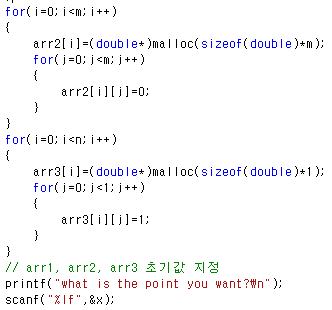 for(i=0;i<m;i++)
{
arr2[i]=(double*)malloc(sizeof(double)*m);
for(j=0;j<m;j++)
{
arr2[i][j]=0;
}
}
for(i=0;i<n;i++)
{
arr3[i]=(double*)malloc(sizeof(double)*1);
for(j=0;j<1;j++)
{
arr3[i][j]=1;
}
}
// arr1, arr2, arr3 초기값 지정
printf("what is the point you want?₩n");
scanf("%lf",&x);